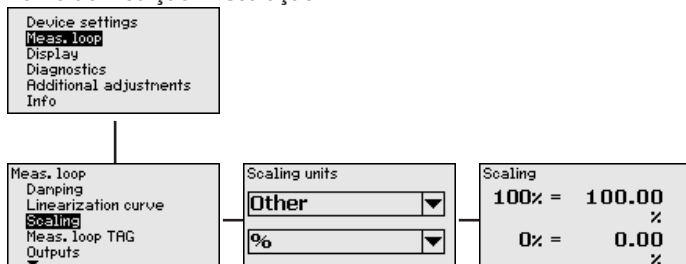 Device settings
Meas. loop
Display
Diagnostics
Additional adjustments
Info
Meas. loop
Damping
Linearization curve
Scaling
Meas. loop TAG
Outputs
Scaling units
Other
%
Scaling
100% = 100.00
%
0% = 0.00
%